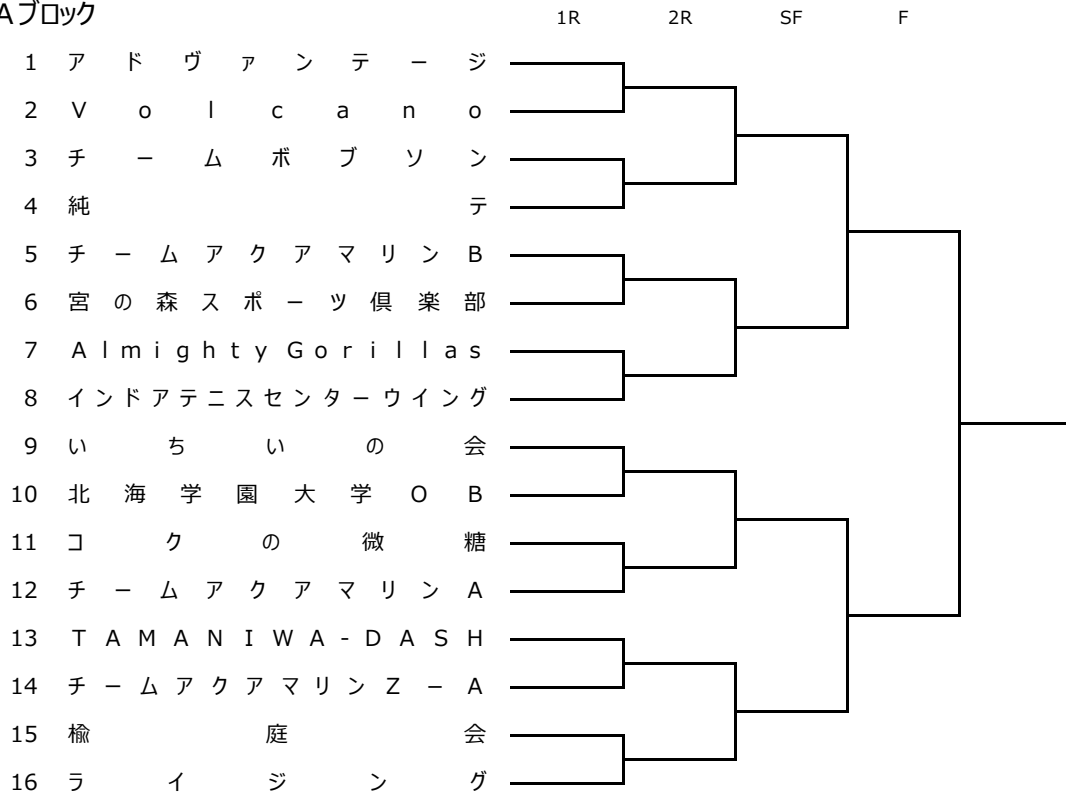 Aブロック 1R 2R SF F
1 アドヴァンテージ
2 Volcano
3 チームボブソン
4 純テ
5 チームアクアマリンB
6 宮の森スポーツ倶楽部
7 AlmightyGorillas
8 インドアテニスセンターウイング
9 いちいの会
10 北海学園大学OB
11 コクの微糖
12 チームアクアマリンA
13 TAMANIWA-DASH
14 チームアクアマリンZ-A
15 楡庭会
16 ライジング